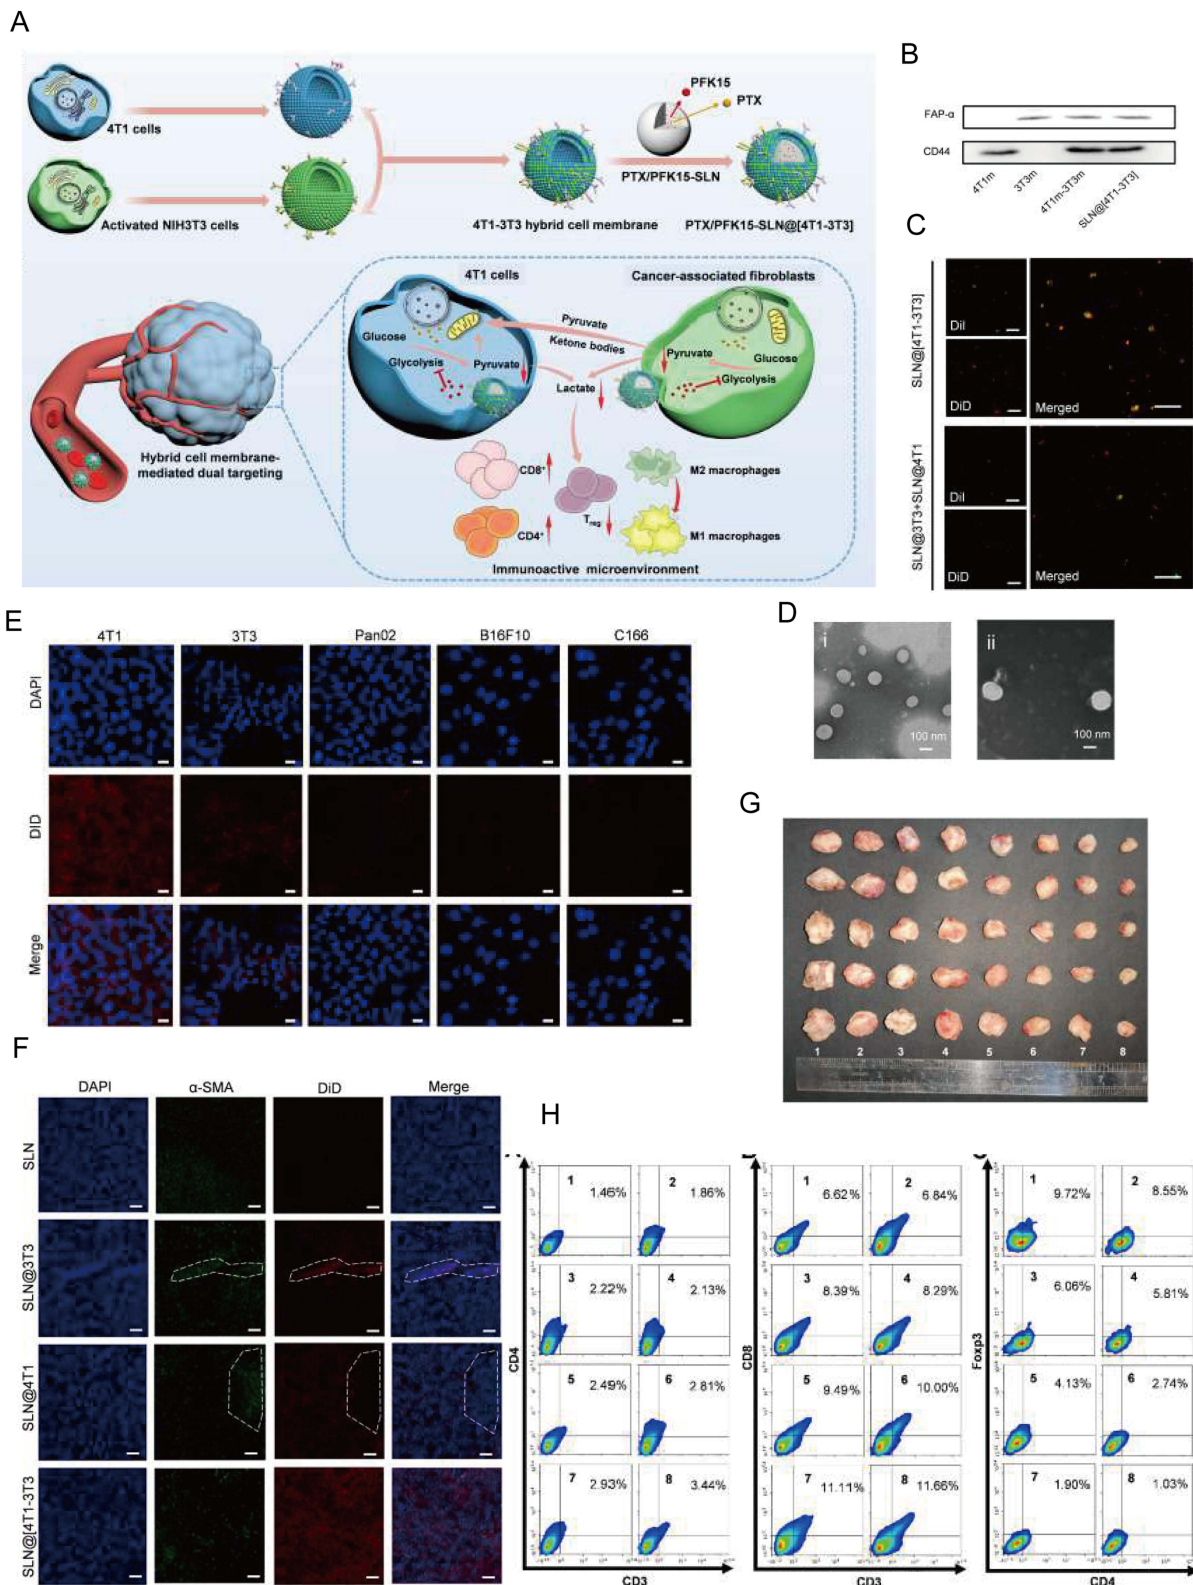 A
4T1 cells
Activated NIH3T3 cells
PFK15
PTX
PTX/PFK15-SLN
4T1-3T3 hybrid cell membrane
PTX/PFK15-SLN@[4T1-3T3]
Hybrid cell membrane-
mediated dual targeting
4T1 cells
Cancer-associated fibroblasts
Glucose
Glycolysis
Pyruvate
Pyruvate
Ketone bodies
Lactate
Pyruvate
Glucose
Glycolysis
CD8⁺
CD4⁺
Treg
M2 macrophages
M1 macrophages
Immunoactive microenvironment
B
FAP-α
CD44
4T1m
3T3m
4T1m-3T3m
SLN@[4T1-3T3]
C
SLN@[4T1-3T3]
DiI
DiD
Merged
SLN@3T3+SLN@4T1
DiI
DiD
Merged
D
i
100 nm
ii
100 nm
E
4T1
3T3
Pan02
B16F10
C166
DAPI
DID
Merge
F
DAPI
α-SMA
DiD
Merge
SLN
SLN@3T3
SLN@4T1
SLN@[4T1-3T3]
G
1 2 3 4 5 6 7 8
H
1 1.46%
2 1.86%
3 2.22%
4 2.13%
5 2.49%
6 2.81%
7 2.93%
8 3.44%
CD4
CD3
1 6.62%
2 6.84%
3 8.39%
4 8.29%
5 9.49%
6 10.00%
7 11.11%
8 11.66%
CD8
CD3
1 9.72%
2 8.55%
3 6.06%
4 5.81%
5 4.13%
6 2.74%
7 1.90%
8 1.03%
Foxp3
CD4